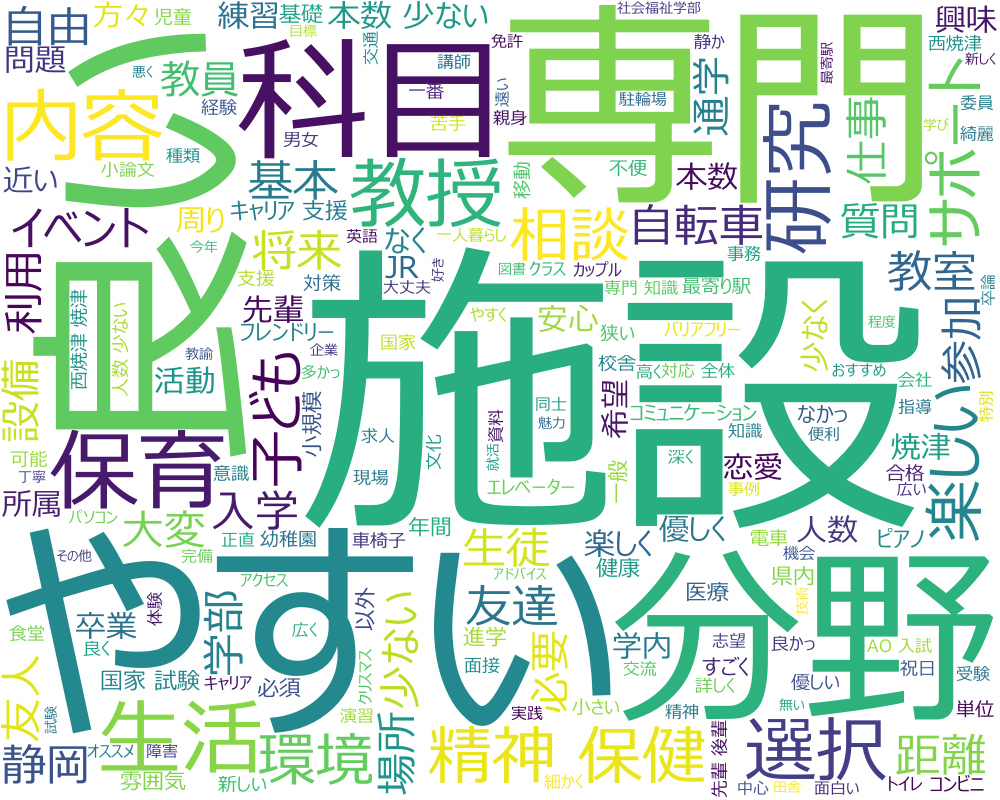 社会福祉学部
自由
方々
児童
練習
基礎
目標
本数 少ない
交通
免許
静か
最寄駅
興味
西焼津
新しく
問題
悪く
教員
経験
講師
一番
苦手
遠い
親身
駐輪場
通学
サポート
委員
綺麗
学び
仕事
科目
専門
内容
いい
種類
小論文
男女
近い
基本
教授
移動
不便
本数
研究
質問
イベント
周り
キャリア 支援
相談
自転車
今年
将来
英語
一人暮らし
なく
JR
大丈夫
好き
図書
クラス
カップル
事務
教室
参加
卒論
利用
支援
対策
先輩
専門 知識
最寄り駅
フレンドリー
国家
やすく
安心
狭い
バリアフリー
少なく
程度
史
施設
西焼津 焼津
人数 少ない
教諭
企業
多かっ
校舎
高く
対応
全体
おすすめ
設備
活動
子ども
小規模
同士
魅力
希望
コミュニケーション
なかっ
会社
指導
特別
楽しい
保育
求人
文化
就活
資料
知識
便利
焼津
可能
丁寧
意識
現場
深く
恋愛
合格
広い
所属
入学
エレベーター
一般
事例
パソコン
大変
正直
幼稚園
車椅子
年間
優しく
人数
ピアノ
その他
完備
生徒
楽しく
電車
機会
やすい
アクセス
アドバイス
健康
県内
分野
体験
以外
友達
医療
技術
食堂
卒業
学部
広く
進学
必要
学内
志望
良かっ
AO 入試
祝日
良く
クリスマス
少ない
面接
交流
すごく
受験
友人
国家 試験
キャリア
必須
詳しく
優しい
試験
生活
演習
実践
小さい
精神
無い
単位
静岡
オススメ
障害
環境
場所
精神 保健
先輩 後輩
選択
距離
雰囲気
新しい
細かく
中心
田舎
面白い
トイレ
コンビニ